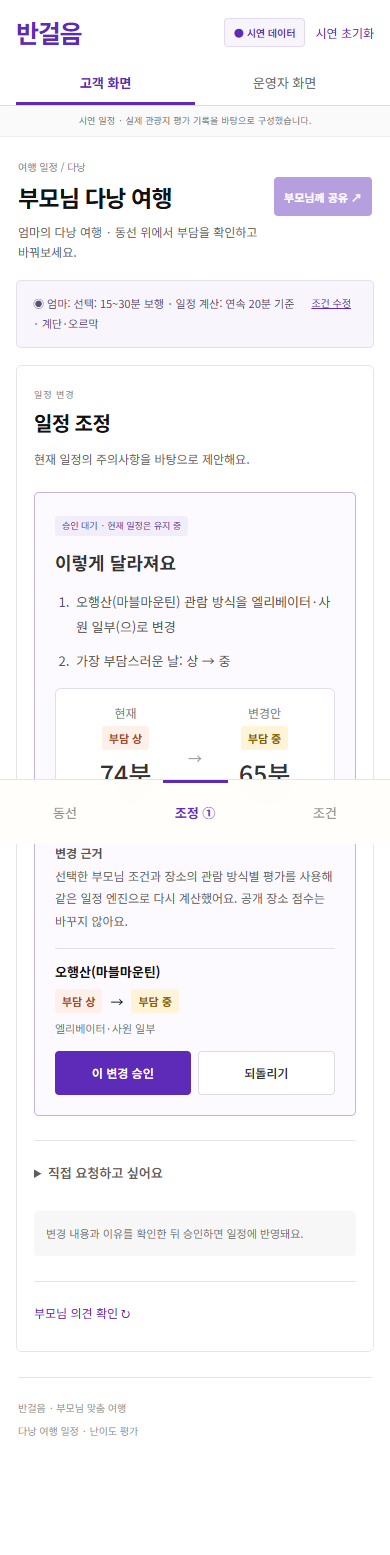 반걸음
● 시연 데이터
시연 초기화
고객 화면
운영자 화면
시연 일정 · 실제 관광지 평가 기록을 바탕으로 구성했습니다.
여행 일정 / 다낭
부모님 다낭 여행
부모님께 공유 ↗
엄마의 다낭 여행 · 동선 위에서 부담을 확인하고
바꿔보세요.
◉ 엄마: 선택: 15~30분 보행 · 일정 계산: 연속 20분 기준
· 계단·오르막
조건 수정
일정 변경
일정 조정
현재 일정의 주의사항을 바탕으로 제안해요.
승인 대기 · 현재 일정은 유지 중
이렇게 달라져요
1. 오행산(마블마운틴) 관람 방식을 엘리베이터·사
원 일부(으)로 변경
2. 가장 부담스러운 날: 상 → 중
현재
변경안
부담 상
부담 중
→
74분
65분
동선
조정 ①
조건
변경 근거
선택한 부모님 조건과 장소의 관람 방식별 평가를 사용해
같은 일정 엔진으로 다시 계산했어요. 공개 장소 점수는
바꾸지 않아요.
오행산(마블마운틴)
부담 상 → 부담 중
엘리베이터·사원 일부
이 변경 승인
되돌리기
▶ 직접 요청하고 싶어요
변경 내용과 이유를 확인한 뒤 승인하면 일정에 반영돼요.
부모님 의견 확인 ↻
반걸음 · 부모님 맞춤 여행
다낭 여행 일정 · 난이도 평가